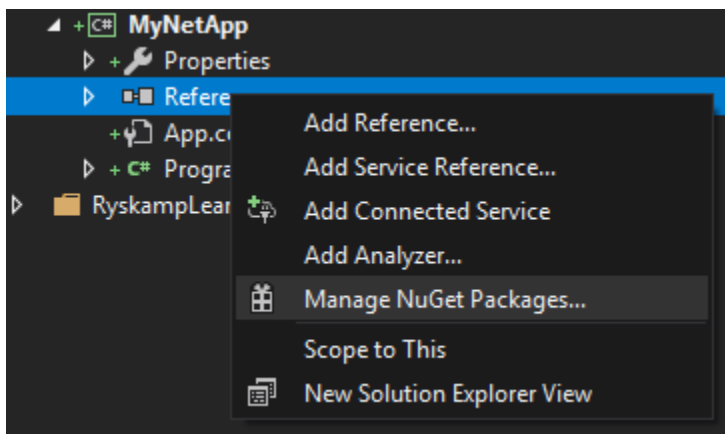 C# MyNetApp
Properties
Refere
App.c
C# Progra
RyskampLear
Add Reference...
Add Service Reference...
Add Connected Service
Add Analyzer...
Manage NuGet Packages...
Scope to This
New Solution Explorer View